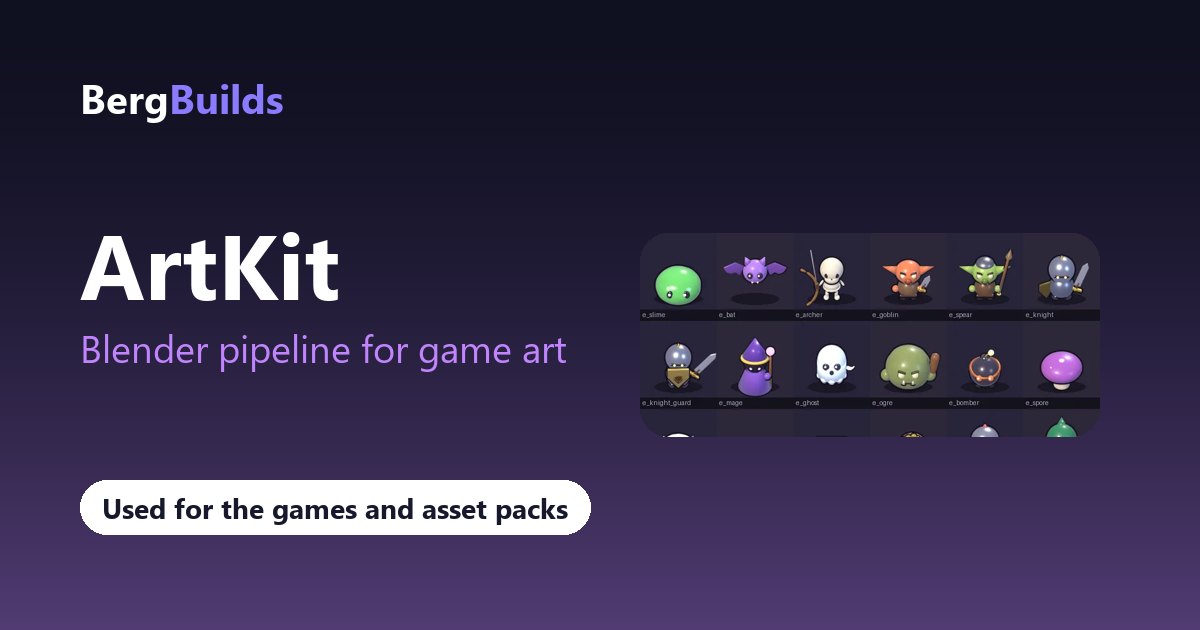 BergBuilds
ArtKit
Blender pipeline for game art
Used for the games and asset packs
e_slime e_bat e_archer e_goblin e_spear e_knight
e_knight_guard e_mage e_ghost e_ogre e_bomber e_spore